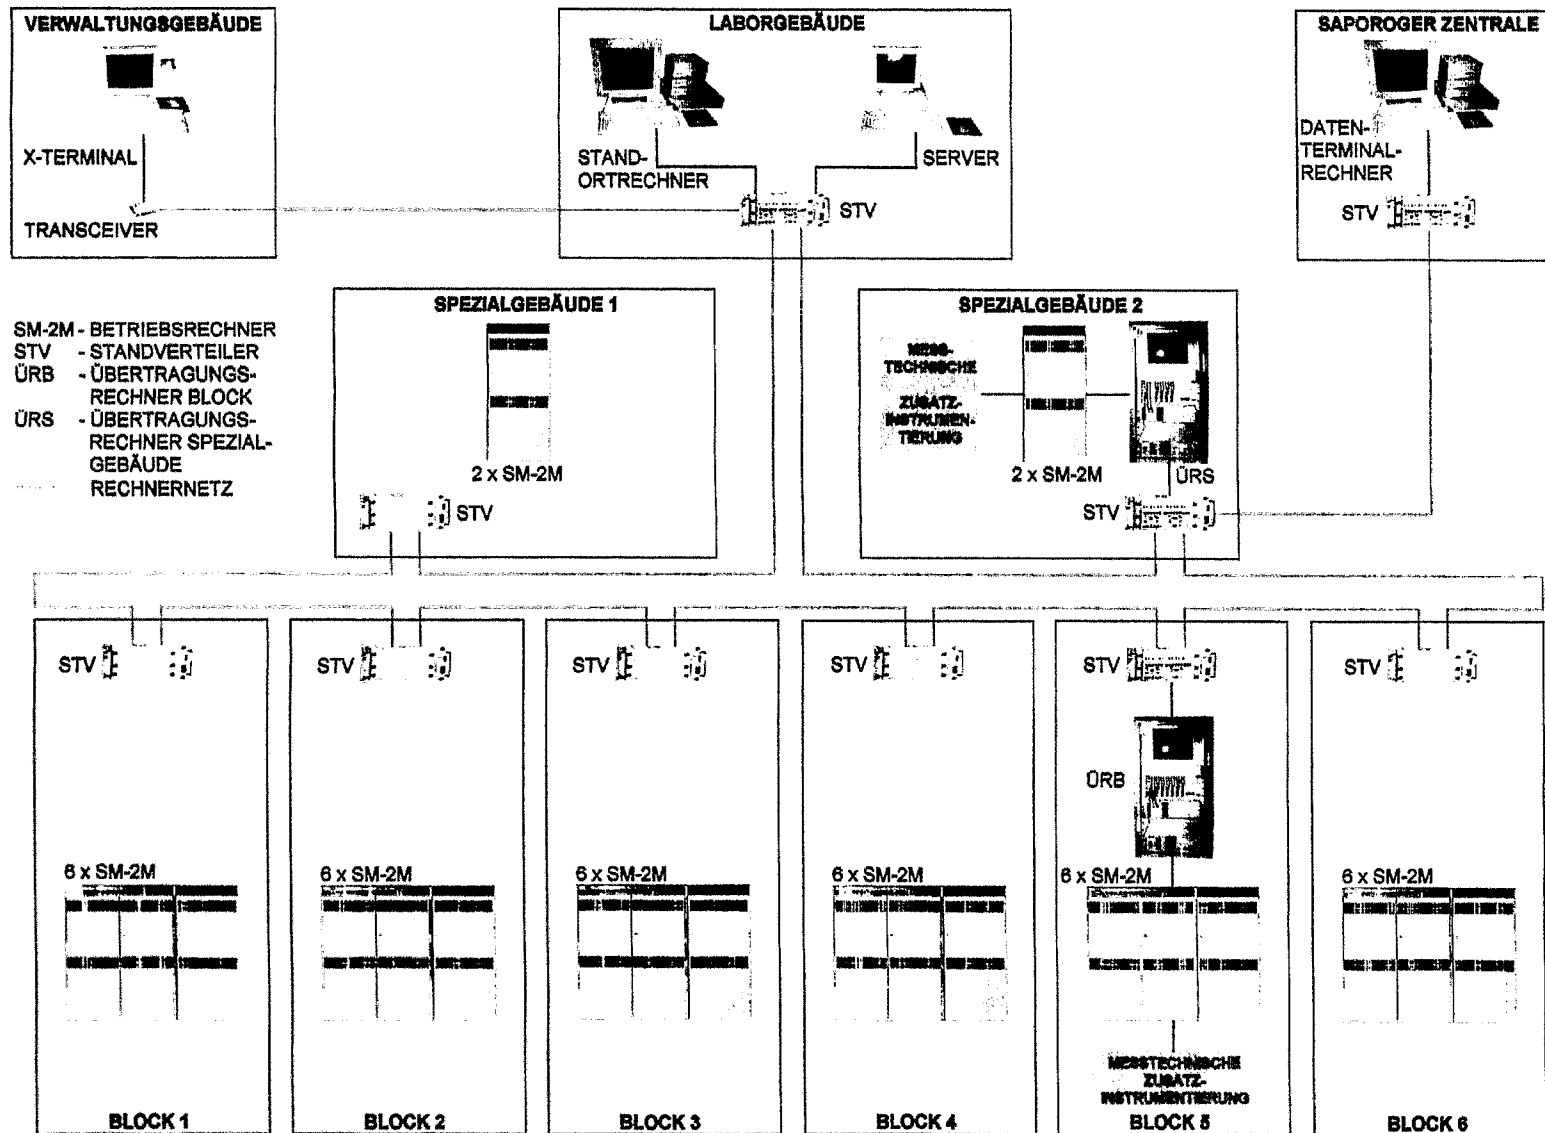 VERWALTUNGSGEBÄUDE
X-TERMINAL
TRANSCEIVER
LABORGEBÄUDE
STAND-
ORTRECHNER
SERVER
STV
SAPOROGER ZENTRALE
DATEN-
TERMINAL-
RECHNER
STV
SM-2M - BETRIEBSRECHNER
STV - STANDVERTEILER
ÜRB - ÜBERTRAGUNGS-
RECHNER BLOCK
ÜRS - ÜBERTRAGUNGS-
RECHNER SPEZIAL-
GEBÄUDE
RECHNERNETZ
SPEZIALGEBÄUDE 1
2 x SM-2M
STV
SPEZIALGEBÄUDE 2
MESS-
TECHNISCHE
ZUSATZ-
INSTRUMEN-
TIERUNG
2 x SM-2M
ÜRS
STV
STV
6 x SM-2M
BLOCK 1
STV
6 x SM-2M
BLOCK 2
STV
6 x SM-2M
BLOCK 3
STV
6 x SM-2M
BLOCK 4
STV
ÜRB
6 x SM-2M
MESSTECHNISCHE
ZUSATZ-
INSTRUMENTIERUNG
BLOCK 5
STV
6 x SM-2M
BLOCK 6